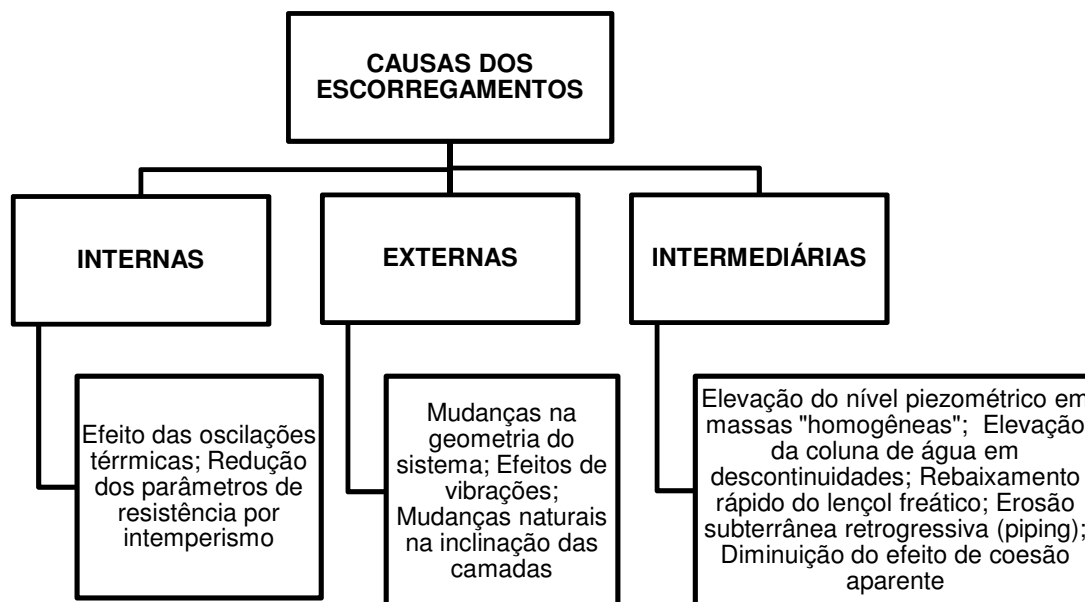 CAUSAS DOS
ESCORREGAMENTOS
INTERNAS
EXTERNAS
INTERMEDIÁRIAS
Efeito das oscilações
térrmicas; Redução
dos parâmetros de
resistência por
intemperismo
Mudanças na
geometria do
sistema; Efeitos de
vibrações;
Mudanças naturais
na inclinação das
camadas
Elevação do nível piezométrico em
massas "homogêneas"; Elevação
da coluna de água em
descontinuidades; Rebaixamento
rápido do lençol freático; Erosão
subterrânea retrogressiva (piping);
Diminuição do efeito de coesão
aparente